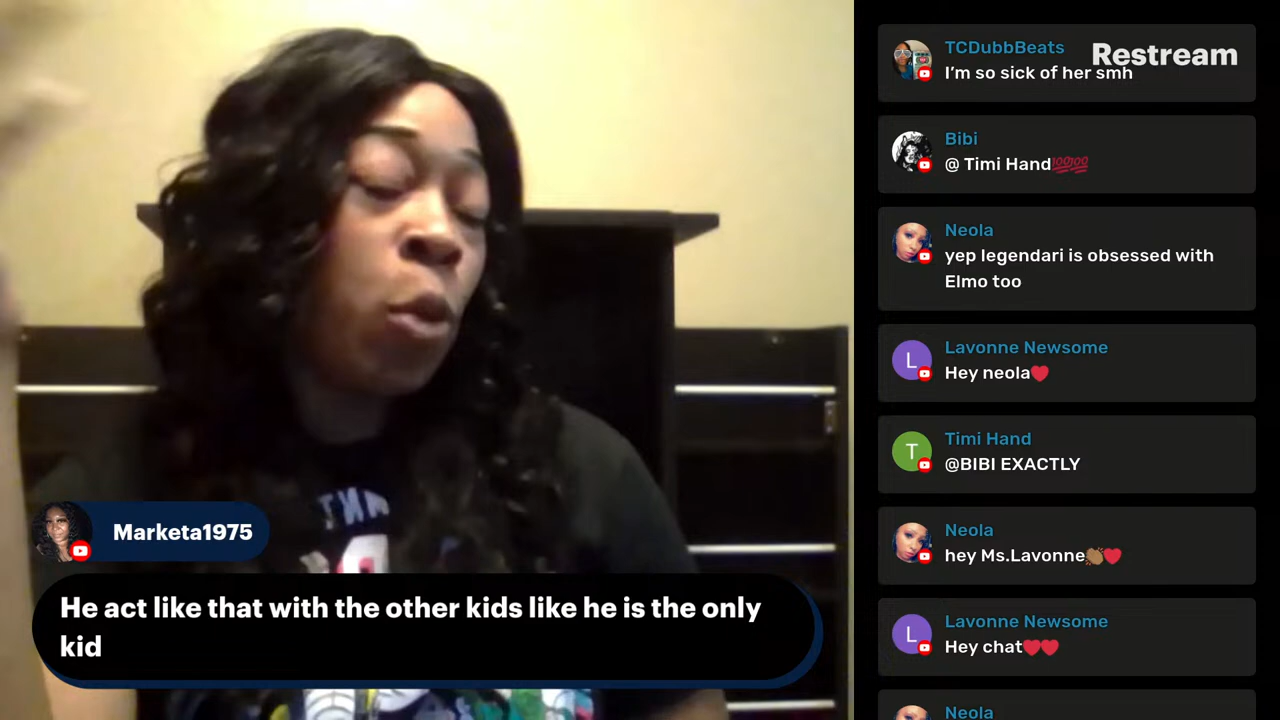 TCDubbBeats
Restream
I'm so sick of her smh
Bibi
@ Timi Hand💯💯
Neola
yep legendari is obsessed with
Elmo too
L
Lavonne Newsome
Hey neola❤️
T
Timi Hand
@BIBI EXACTLY
Neola
hey Ms.Lavonne👏🏾❤️
L
Lavonne Newsome
Hey chat❤️❤️
Neola
Marketa1975
He act like that with the other kids like he is the only
kid